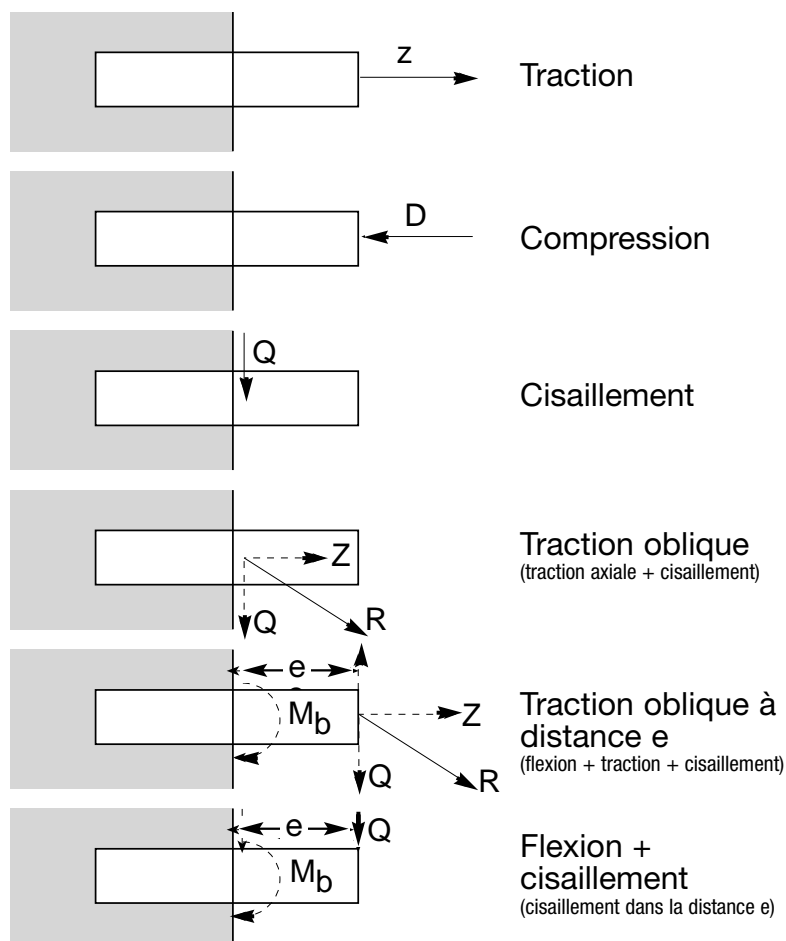 z
Traction
D
Compression
Q
Cisaillement
Z
Q
R
Traction oblique
(traction axiale + cisaillement)
e
Mb
Z
Q
R
Traction oblique à
distance e
(flexion + traction + cisaillement)
e
Q
Mb
Flexion +
cisaillement
(cisaillement dans la distance e)